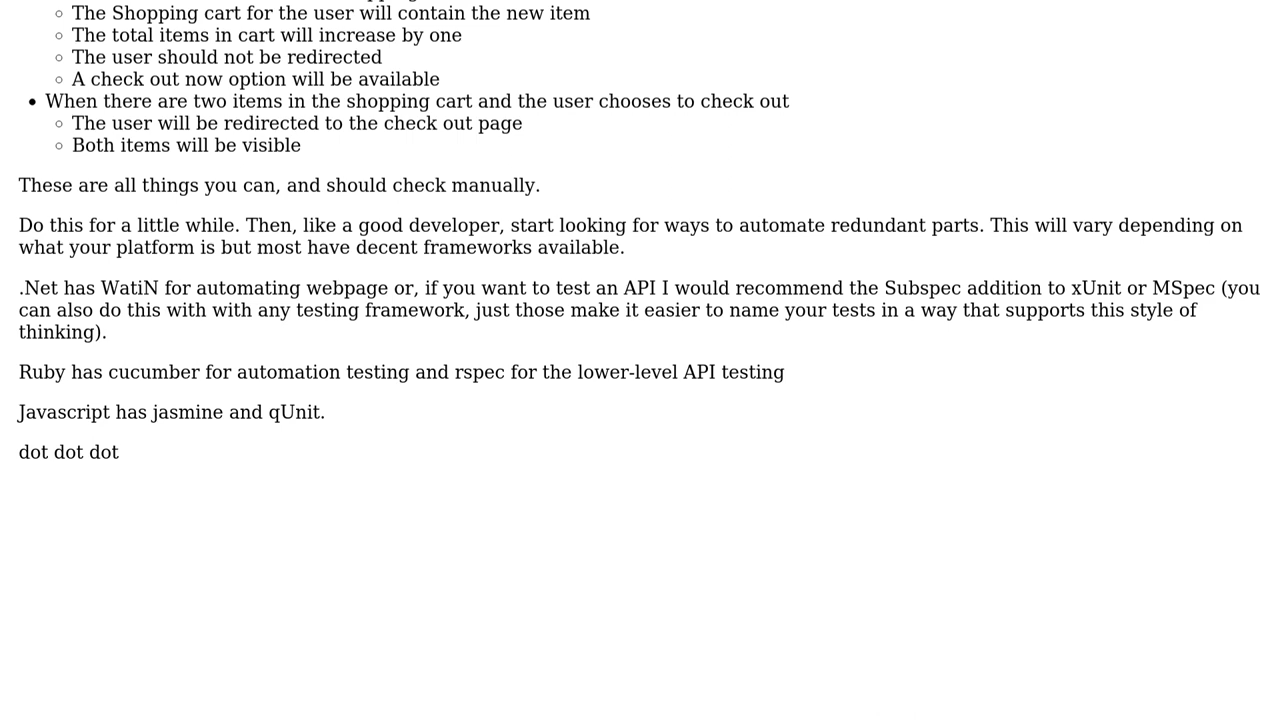 The Shopping cart for the user will contain the new item
The total items in cart will increase by one
The user should not be redirected
A check out now option will be available
When there are two items in the shopping cart and the user chooses to check out
The user will be redirected to the check out page
Both items will be visible
These are all things you can, and should check manually.
Do this for a little while. Then, like a good developer, start looking for ways to automate redundant parts. This will vary depending on
what your platform is but most have decent frameworks available.
.Net has WatiN for automating webpage or, if you want to test an API I would recommend the Subspec addition to xUnit or MSpec (you
can also do this with with any testing framework, just those make it easier to name your tests in a way that supports this style of
thinking).
Ruby has cucumber for automation testing and rspec for the lower-level API testing
Javascript has jasmine and qUnit.
dot dot dot